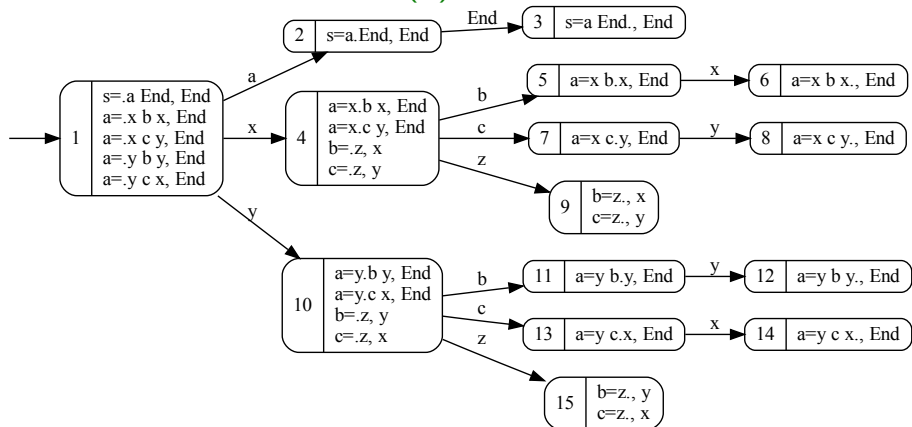 2 s=a.End, End
End
3 s=a End., End
a
1
s=.a End, End
a=.x b x, End
a=.x c y, End
a=.y b y, End
a=.y c x, End
x
4
a=x.b x, End
a=x.c y, End
b=.z, x
c=.z, y
b
5 a=x b.x, End
x
6 a=x b x., End
c
7 a=x c.y, End
y
8 a=x c y., End
z
9
b=z., x
c=z., y
y
10
a=y.b y, End
a=y.c x, End
b=.z, y
c=.z, x
b
11 a=y b.y, End
y
12 a=y b y., End
c
13 a=y c.x, End
x
14 a=y c x., End
z
15
b=z., y
c=z., x